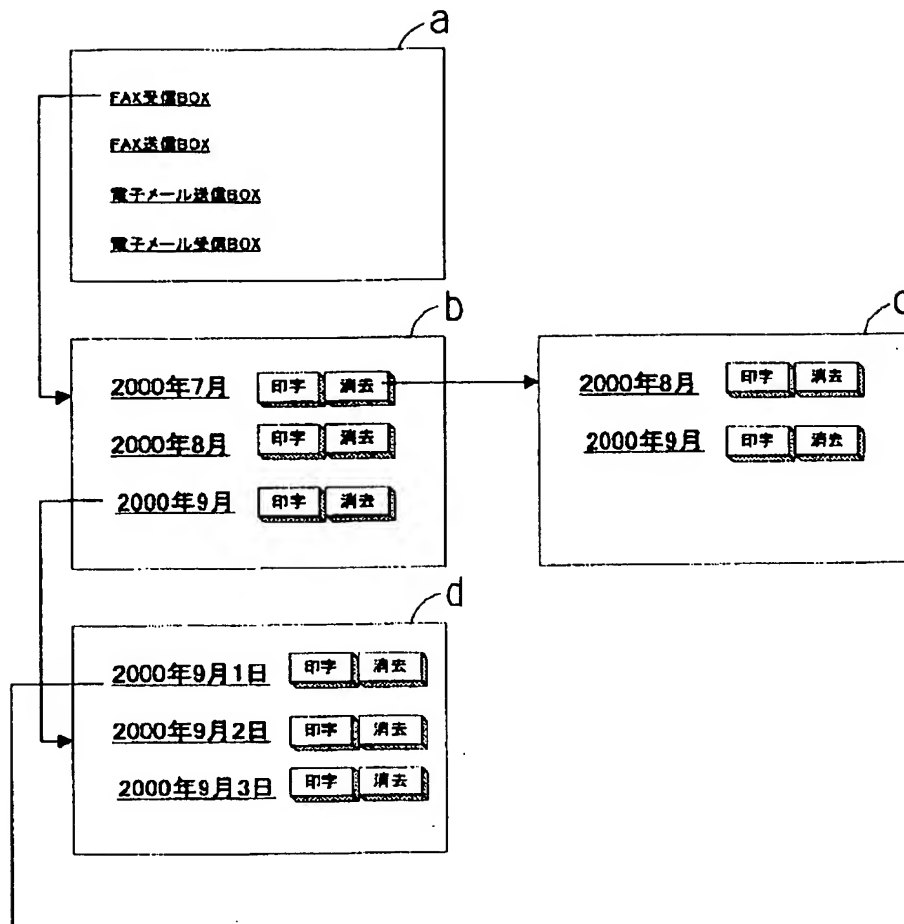 a
FAX受信BOX
FAX送信BOX
電子メール送信BOX
電子メール受信BOX
b
2000年7月 印字 消去
2000年8月 印字 消去
2000年9月 印字 消去
c
2000年8月 印字 消去
2000年9月 印字 消去
d
2000年9月1日 印字 消去
2000年9月2日 印字 消去
2000年9月3日 印字 消去